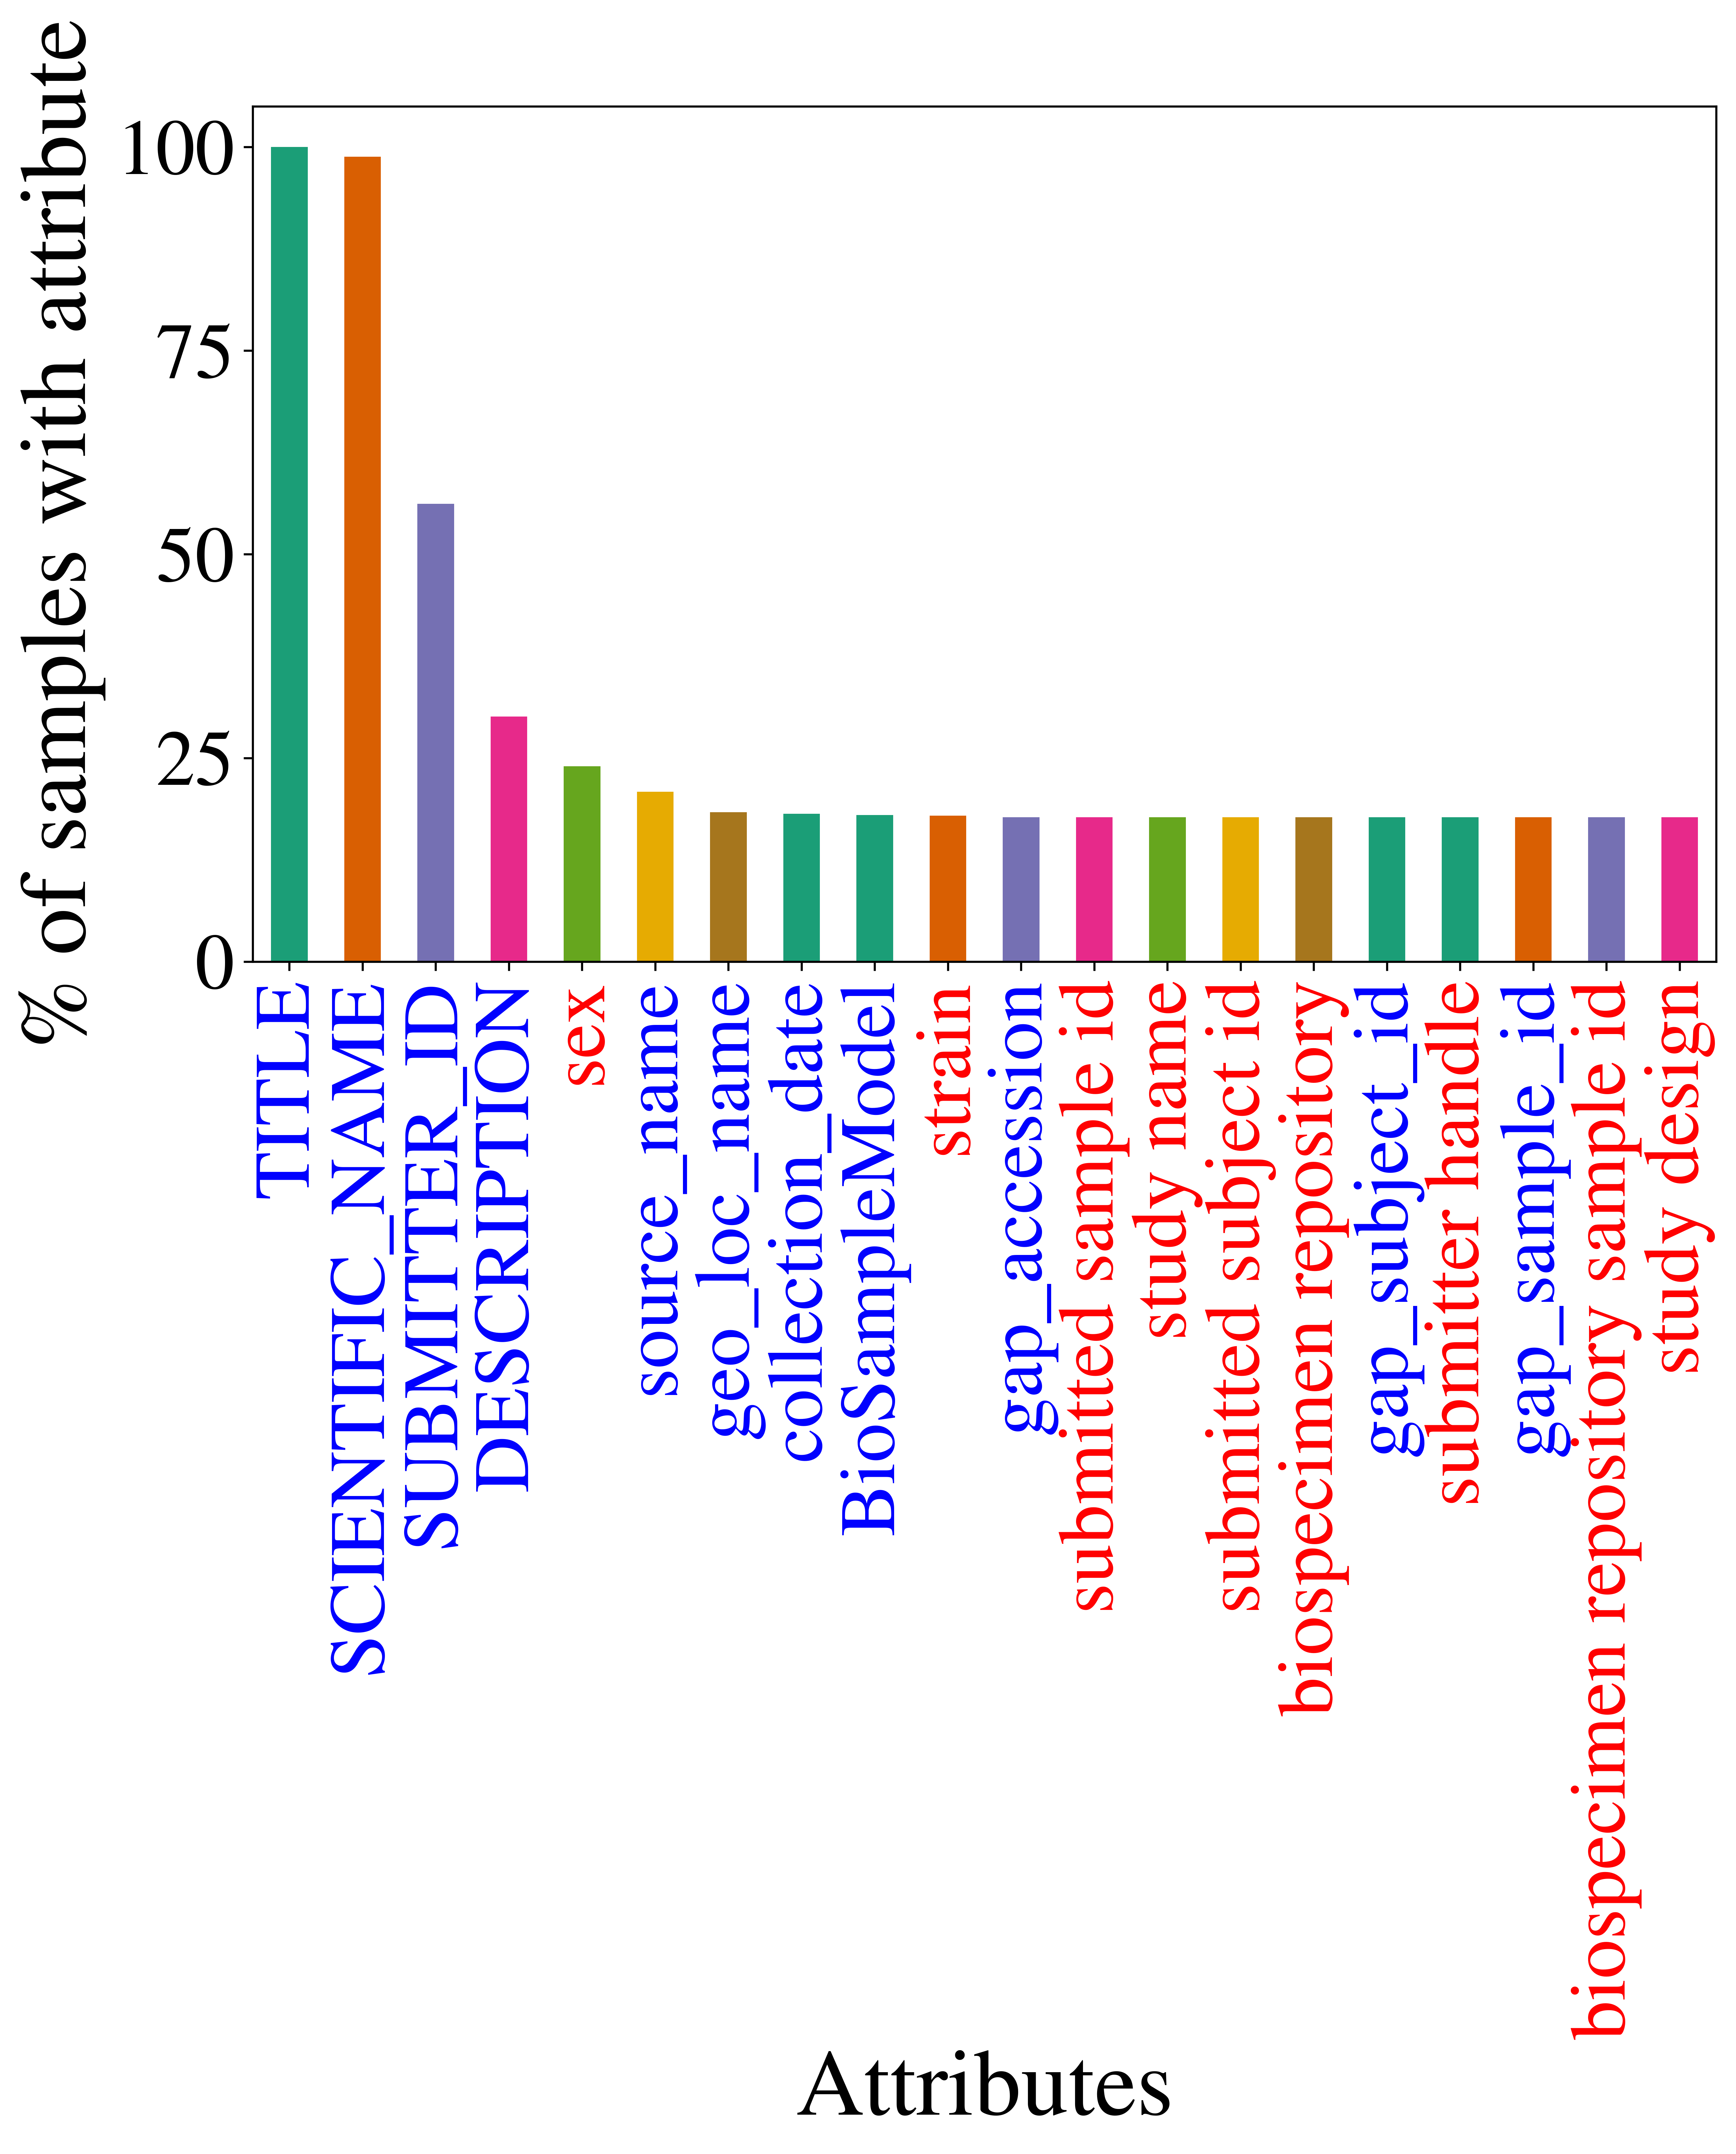 % of samples with attribute
100
75
50
25
0
TITLE
SCIENTIFIC_NAME
SUBMITTER_ID
DESCRIPTION
sex
source_name
geo_loc_name
collection_date
BioSampleModel
strain
gap_accession
submitted sample id
study name
submitted subject id
biospecimen repository
gap_subject_id
submitter handle
gap_sample_id
biospecimen repository sample id
study design
Attributes